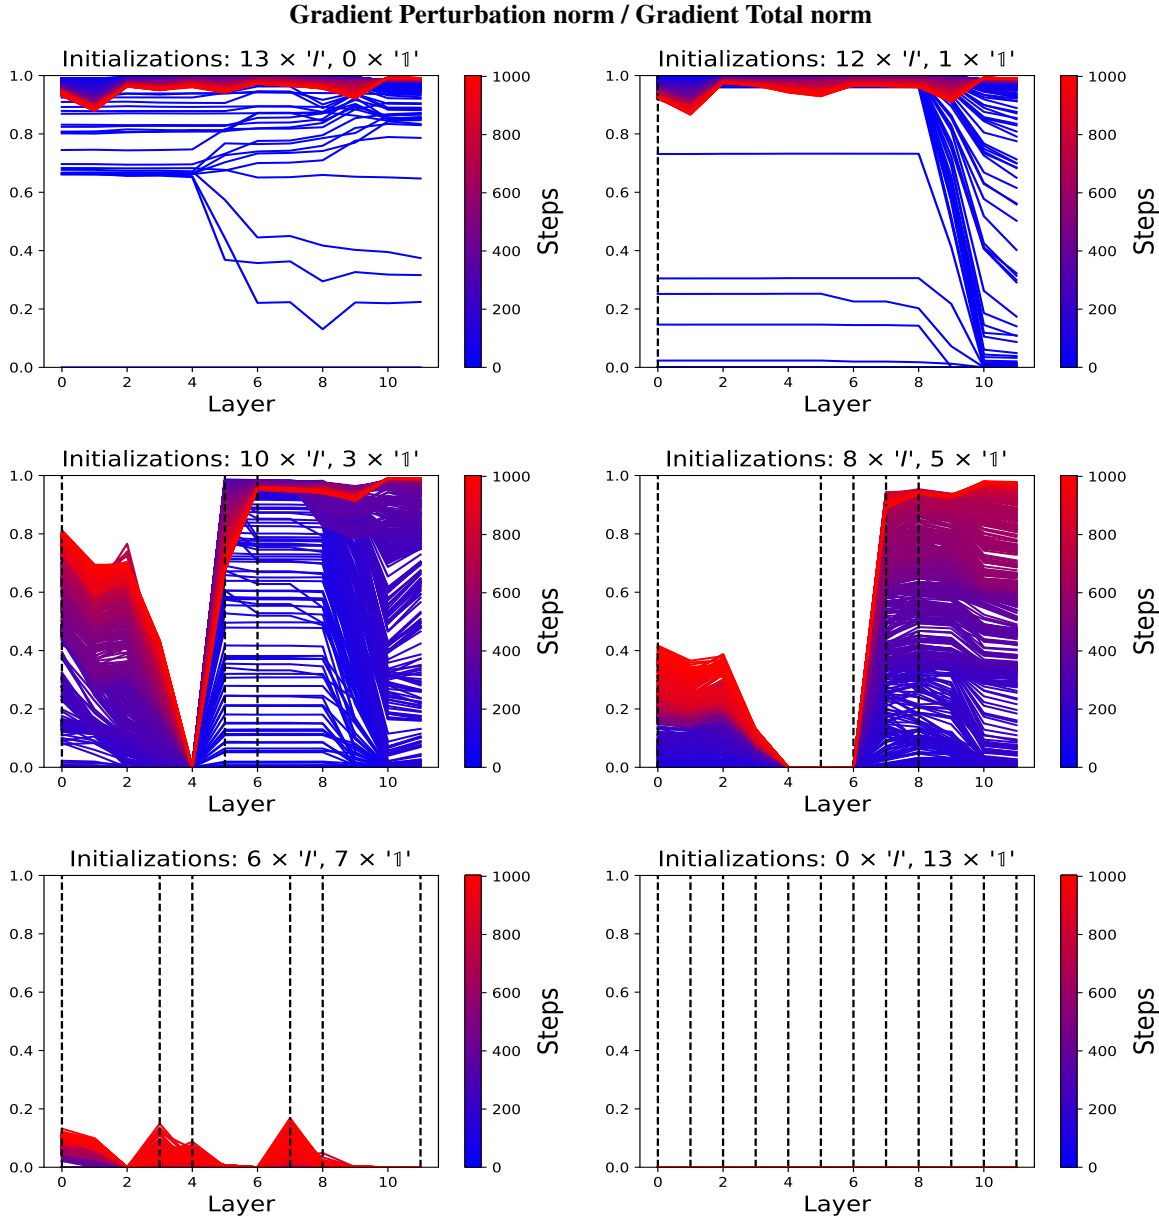 Gradient Perturbation norm / Gradient Total norm
Initializations: 13 × 'I', 0 × '𝟙'
Initializations: 12 × 'I', 1 × '𝟙'
1.0
0.8
0.6
0.4
0.2
0.0
0 2 4 6 8 10
Layer
1000
800
600
400
200
0
Steps
1.0
0.8
0.6
0.4
0.2
0.0
0 2 4 6 8 10
Layer
1000
800
600
400
200
0
Steps
Initializations: 10 × 'I', 3 × '𝟙'
Initializations: 8 × 'I', 5 × '𝟙'
1.0
0.8
0.6
0.4
0.2
0.0
0 2 4 6 8 10
Layer
1000
800
600
400
200
0
Steps
1.0
0.8
0.6
0.4
0.2
0.0
0 2 4 6 8 10
Layer
1000
800
600
400
200
0
Steps
Initializations: 6 × 'I', 7 × '𝟙'
Initializations: 0 × 'I', 13 × '𝟙'
1.0
0.8
0.6
0.4
0.2
0.0
0 2 4 6 8 10
Layer
1000
800
600
400
200
0
Steps
1.0
0.8
0.6
0.4
0.2
0.0
0 2 4 6 8 10
Layer
1000
800
600
400
200
0
Steps